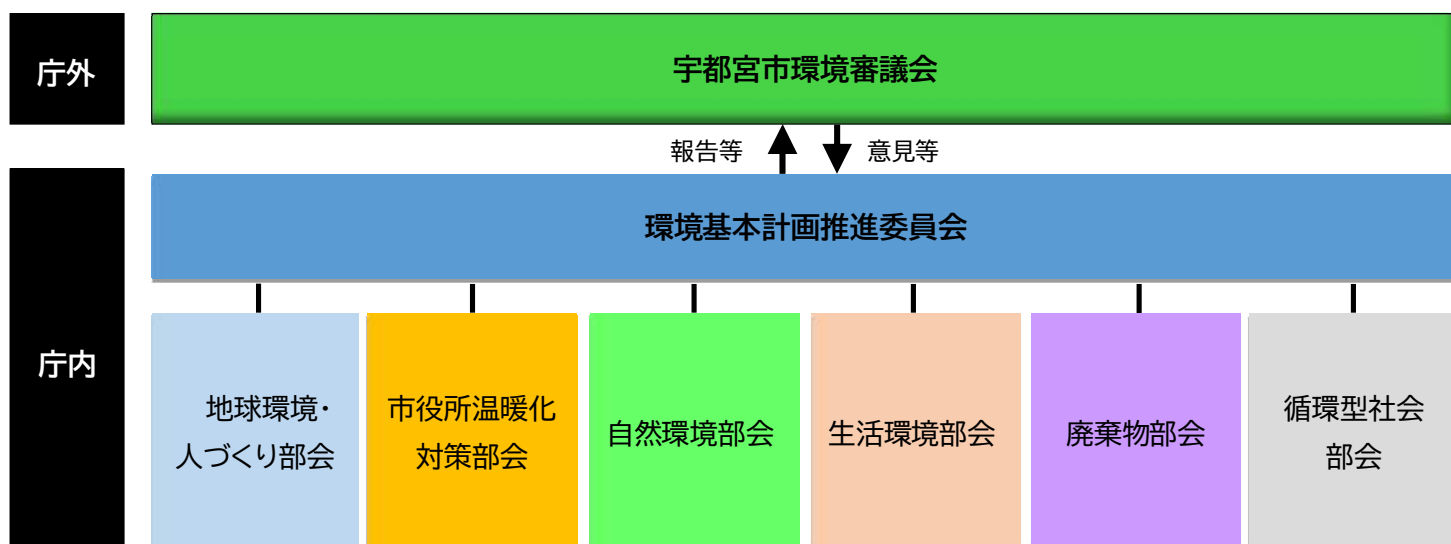 庁外
宇都宮市環境審議会
報告等
意見等
庁内
環境基本計画推進委員会
地球環境・
人づくり部会
市役所温暖化
対策部会
自然環境部会
生活環境部会
廃棄物部会
循環型社会
部会